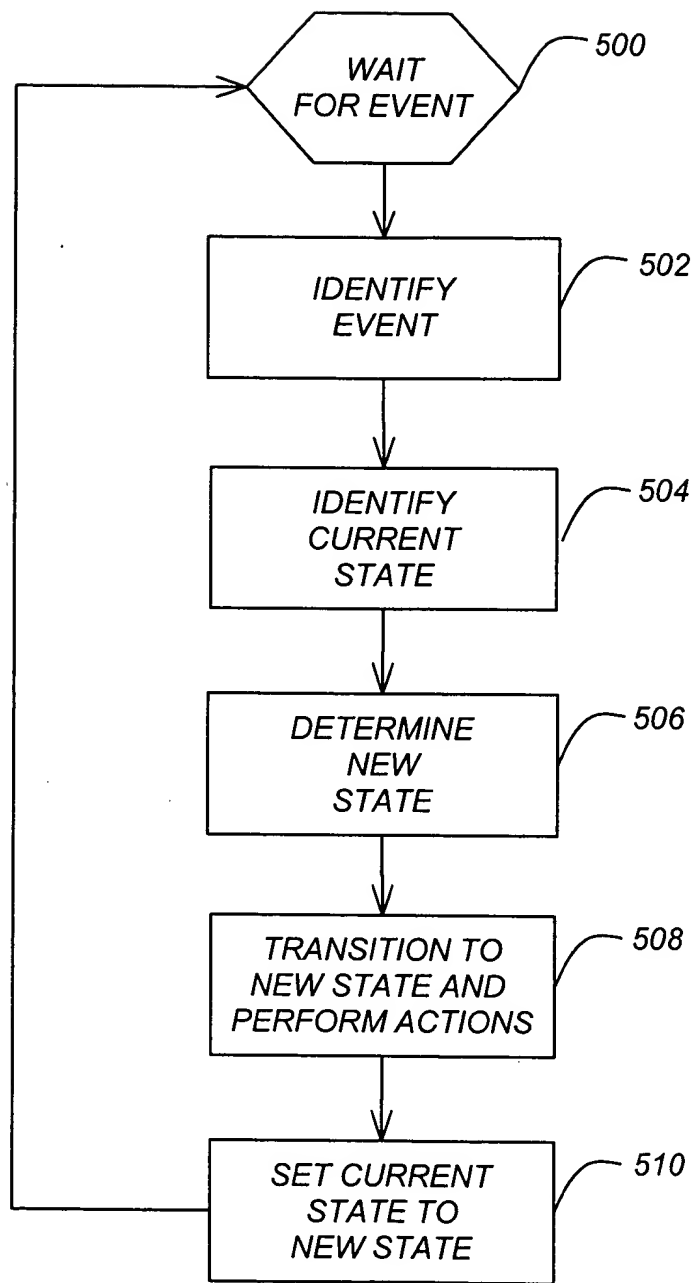 WAIT
FOR EVENT
500
IDENTIFY
EVENT
502
IDENTIFY
CURRENT
STATE
504
DETERMINE
NEW
STATE
506
TRANSITION TO
NEW STATE AND
PERFORM ACTIONS
508
SET CURRENT
STATE TO
NEW STATE
510